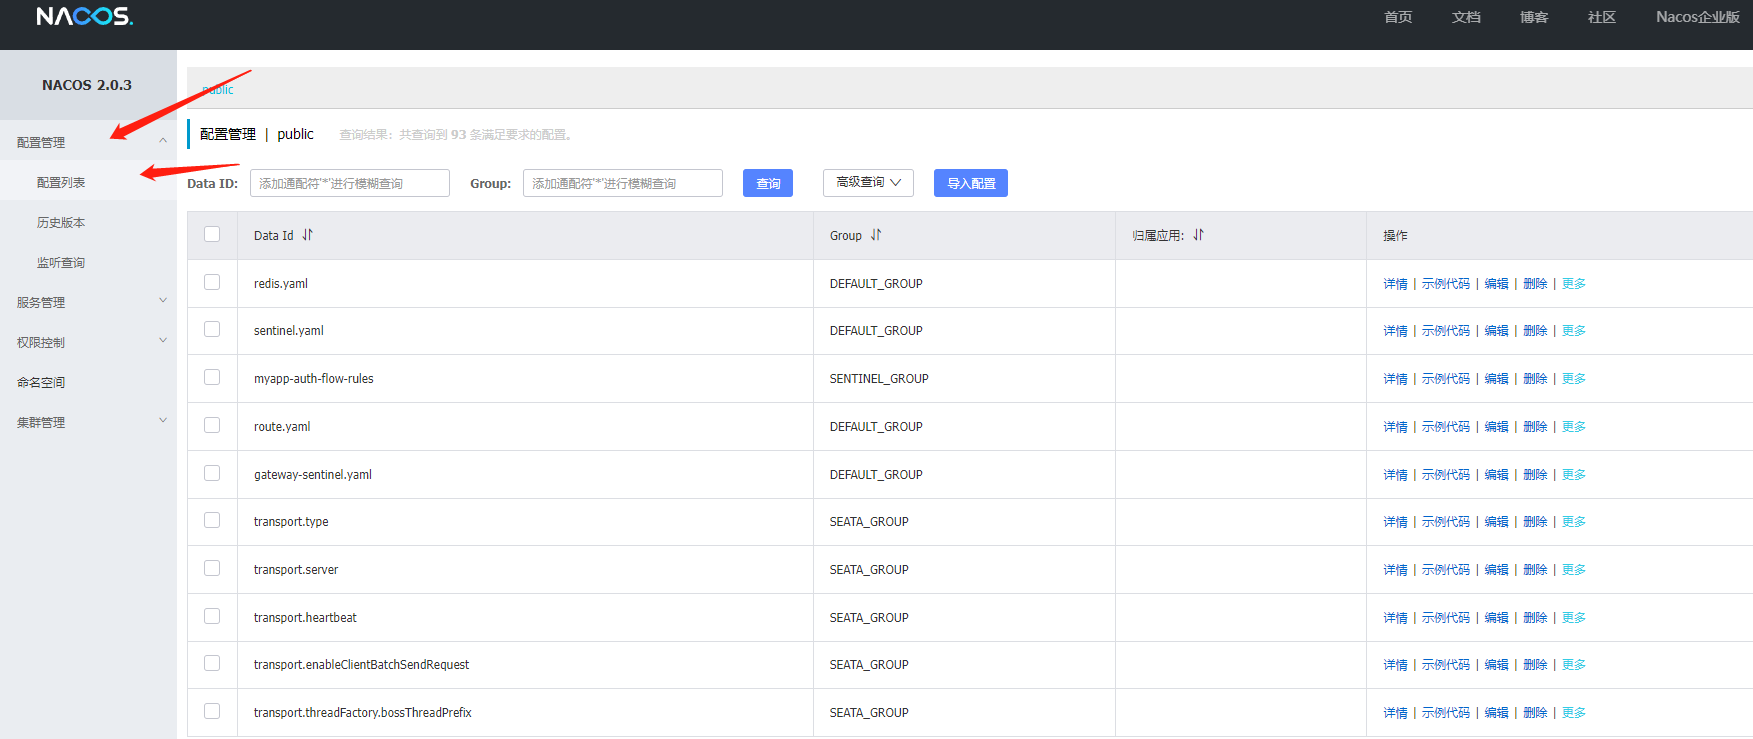 NACOS.
首页 文档 博客 社区 Nacos企业版
NACOS 2.0.3
配置管理
配置列表
历史版本
监听查询
服务管理
权限控制
命名空间
集群管理
public
配置管理 | public 查询结果：共查询到 93 条满足要求的配置。
Data ID: 添加通配符'*'进行模糊查询 Group: 添加通配符'*'进行模糊查询 查询 高级查询 导入配置
Data Id Group 归属应用: 操作
redis.yaml DEFAULT_GROUP 详情 | 示例代码 | 编辑 | 删除 | 更多
sentinel.yaml DEFAULT_GROUP 详情 | 示例代码 | 编辑 | 删除 | 更多
myapp-auth-flow-rules SENTINEL_GROUP 详情 | 示例代码 | 编辑 | 删除 | 更多
route.yaml DEFAULT_GROUP 详情 | 示例代码 | 编辑 | 删除 | 更多
gateway-sentinel.yaml DEFAULT_GROUP 详情 | 示例代码 | 编辑 | 删除 | 更多
transport.type SEATA_GROUP 详情 | 示例代码 | 编辑 | 删除 | 更多
transport.server SEATA_GROUP 详情 | 示例代码 | 编辑 | 删除 | 更多
transport.heartbeat SEATA_GROUP 详情 | 示例代码 | 编辑 | 删除 | 更多
transport.enableClientBatchSendRequest SEATA_GROUP 详情 | 示例代码 | 编辑 | 删除 | 更多
transport.threadFactory.bossThreadPrefix SEATA_GROUP 详情 | 示例代码 | 编辑 | 删除 | 更多